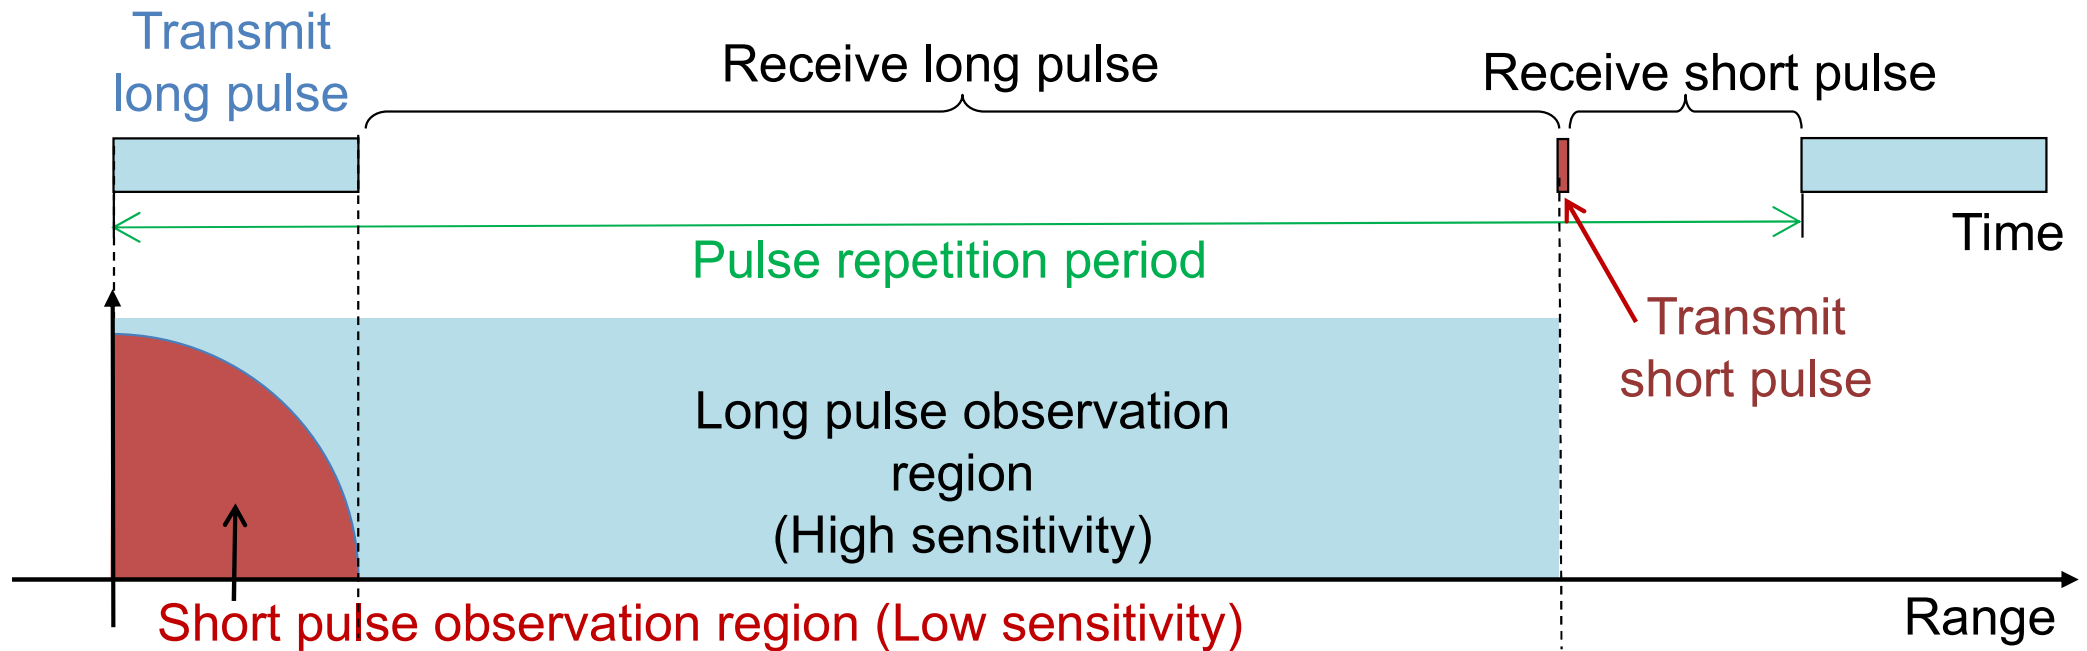 Transmit
long pulse
Receive long pulse
Receive short pulse
Time
Pulse repetition period
Transmit
short pulse
Long pulse observation
region
(High sensitivity)
Short pulse observation region (Low sensitivity)
Range